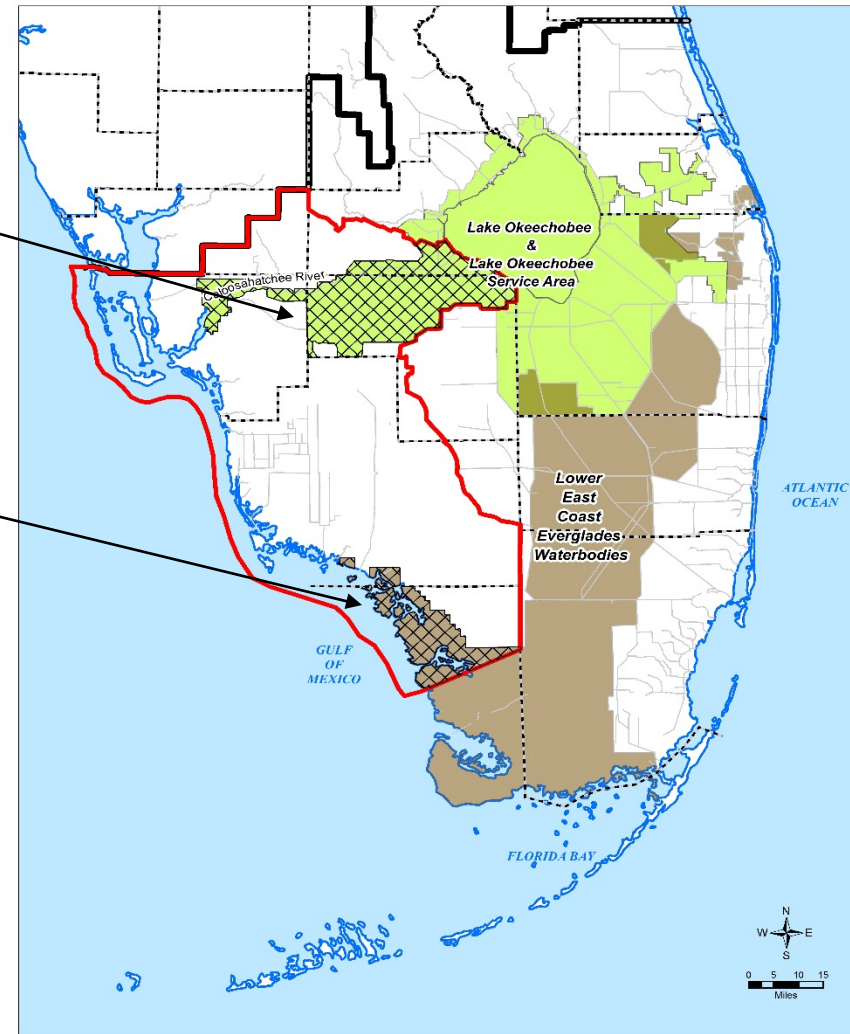 Lake Okeechobee
&
Lake Okeechobee
Service Area
Caloosahatchee River
Lower
East
Coast
Everglades
Waterbodies
ATLANTIC
OCEAN
GULF
OF
MEXICO
FLORIDA BAY
N
W E
S
0 5 10 15
Miles